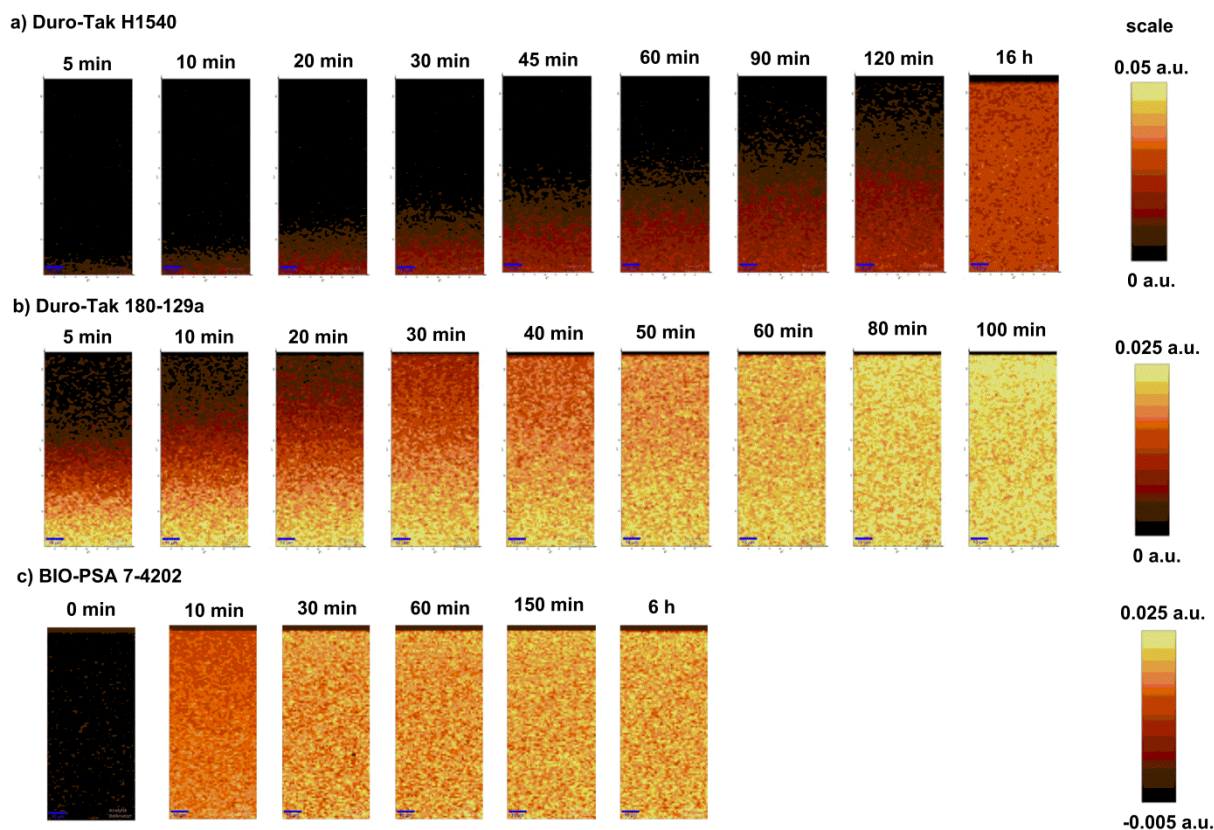 a) Duro-Tak H1540
scale
5 min 10 min 20 min 30 min 45 min 60 min 90 min 120 min 16 h
0.05 a.u.
0 a.u.
b) Duro-Tak 180-129a
5 min 10 min 20 min 30 min 40 min 50 min 60 min 80 min 100 min
0.025 a.u.
0 a.u.
c) BIO-PSA 7-4202
0 min 10 min 30 min 60 min 150 min 6 h
0.025 a.u.
-0.005 a.u.